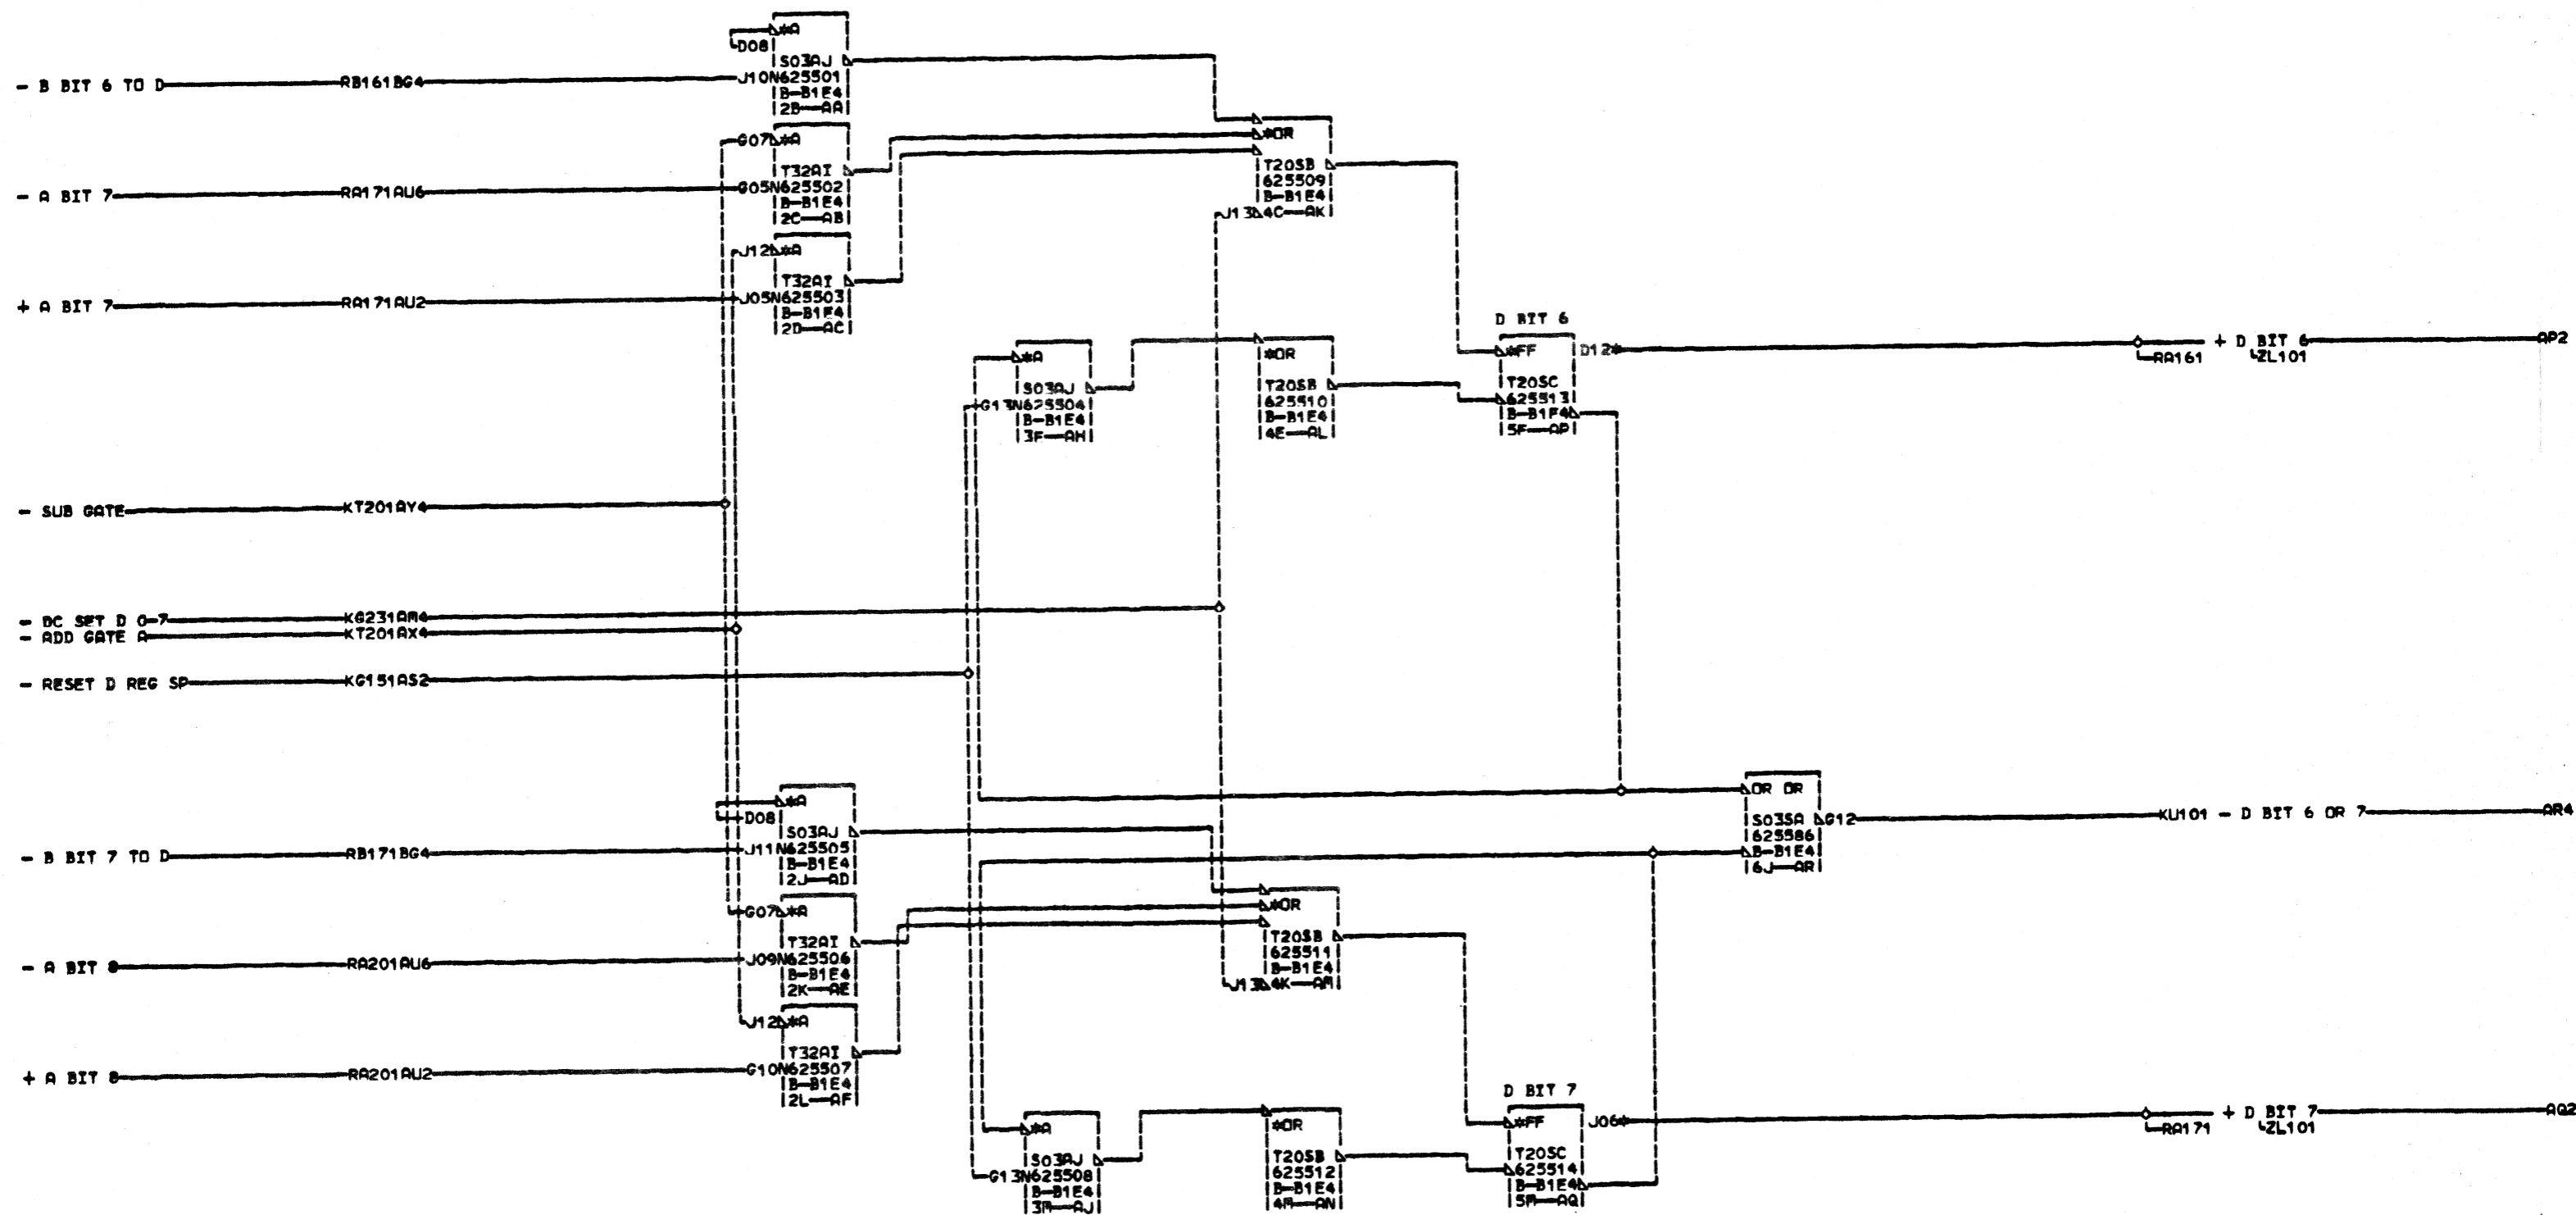 *A
D08
S03AJ
- B BIT 6 TO D RB161BG4 J10N625501
B-B1E4
2B AA
G07 *A
T32AI
- A BIT 7 RA171AU6 G05N625502
B-B1E4
2C AB
J12 *A
T32AI
+ A BIT 7 RA171AU2 J05N625503
B-B1E4
2D AC
*OR
T20SB
625509
B-B1E4
J13 4C AK
*A
S03AJ
G13N625504
B-B1E4
3F AH
*OR
T20SB
625510
B-B1E4
4E AL
D BIT 6
*FF D12*
T20SC
625513
B-B1F4
5F AP
+ D BIT 6 AP2
RA161 ZL101
- SUB GATE KT201AY4
- DC SET D 0-7 KG231AM4
- ADD GATE A KT201AX4
- RESET D REG SP KG151AS2
OR OR
S03SA G12 KU101 - D BIT 6 OR 7 AR4
625586
B-B1E4
6J AR
*A
D08
S03AJ
- B BIT 7 TO D RB171BG4 J11N625505
B-B1E4
2J AD
G07 *A
T32AI
- A BIT 8 RA201AU6 J09N625506
B-B1E4
2K AE
J12 *A
T32AI
+ A BIT 8 RA201AU2 G10N625507
B-B1E4
2L AF
*OR
T20SB
625511
B-B1E4
J13 4K AM
*A
S03AJ
G13N625508
B-B1E4
3M AJ
*OR
T20SB
625512
B-B1E4
4M AN
D BIT 7
*FF J06*
T20SC
625514
B-B1E4
5M AQ
+ D BIT 7 AQ2
RA171 ZL101